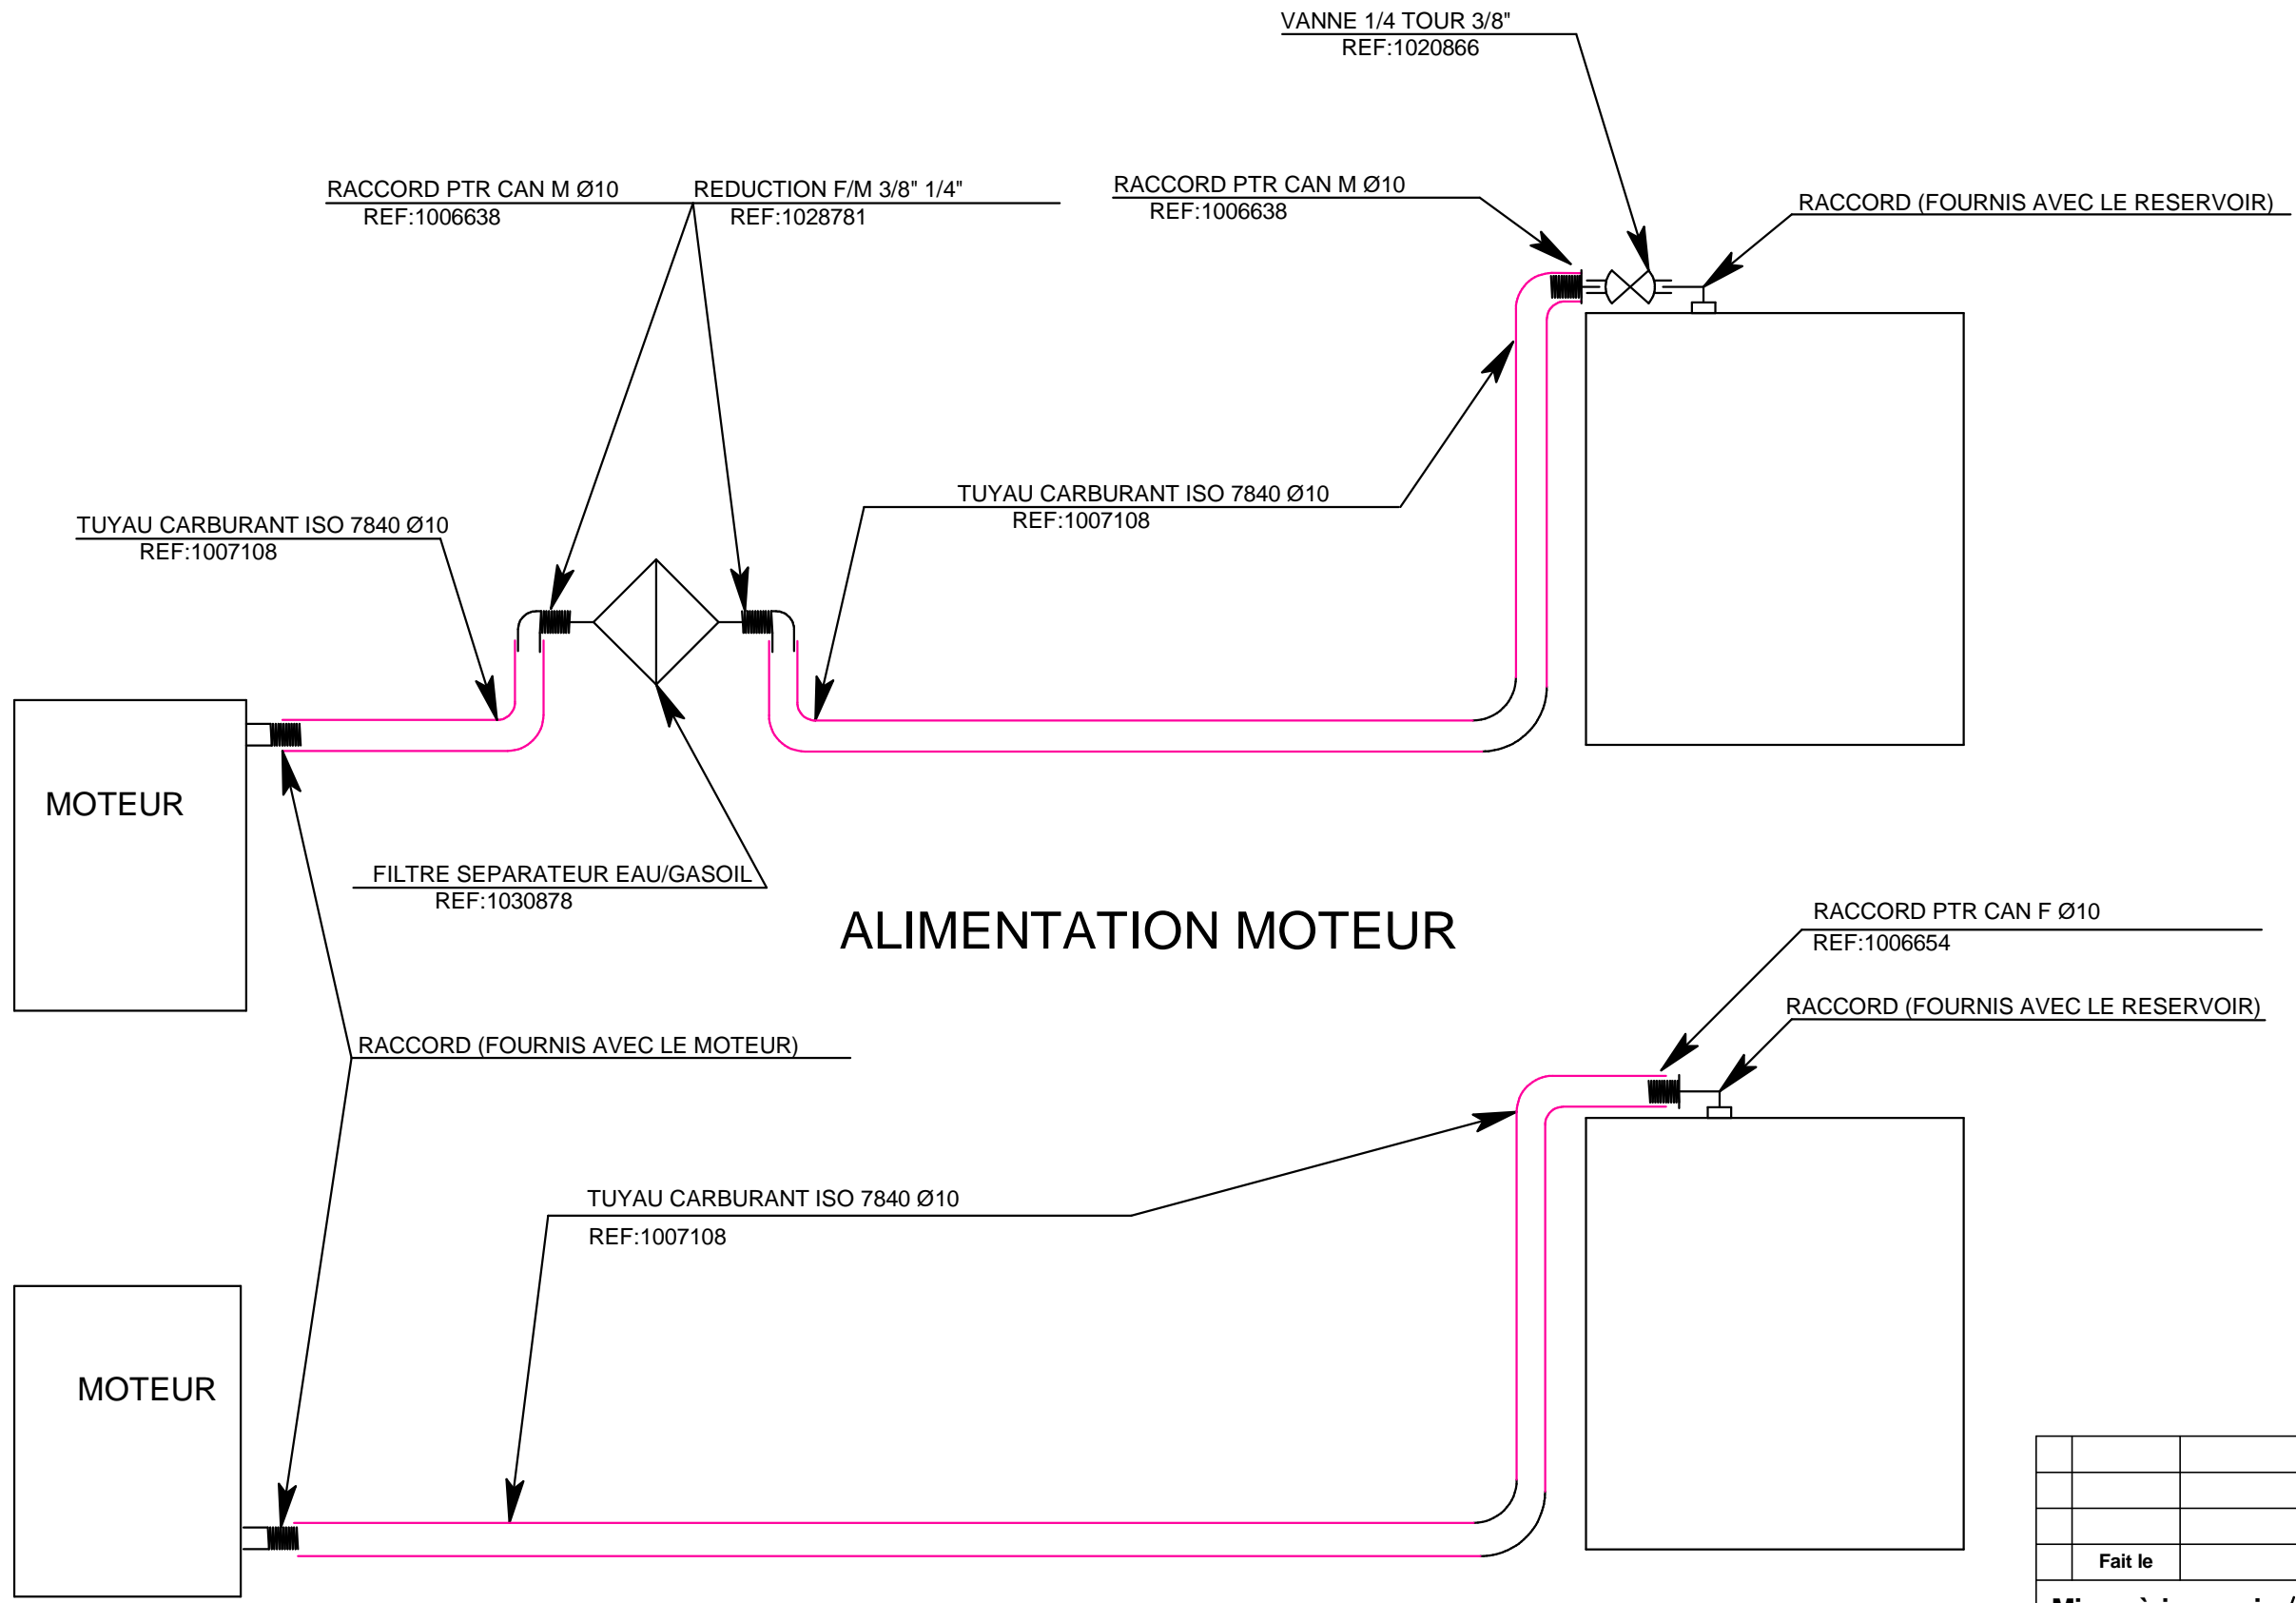 VANNE 1/4 TOUR 3/8"
REF:1020866
RACCORD PTR CAN M Ø10
REF:1006638
REDUCTION F/M 3/8" 1/4"
REF:1028781
RACCORD PTR CAN M Ø10
REF:1006638
RACCORD (FOURNIS AVEC LE RESERVOIR)
TUYAU CARBURANT ISO 7840 Ø10
REF:1007108
TUYAU CARBURANT ISO 7840 Ø10
REF:1007108
MOTEUR
FILTRE SEPARATEUR EAU/GASOIL
REF:1030878
ALIMENTATION MOTEUR
RACCORD PTR CAN F Ø10
REF:1006654
RACCORD (FOURNIS AVEC LE RESERVOIR)
RACCORD (FOURNIS AVEC LE MOTEUR)
TUYAU CARBURANT ISO 7840 Ø10
REF:1007108
MOTEUR
Fait le